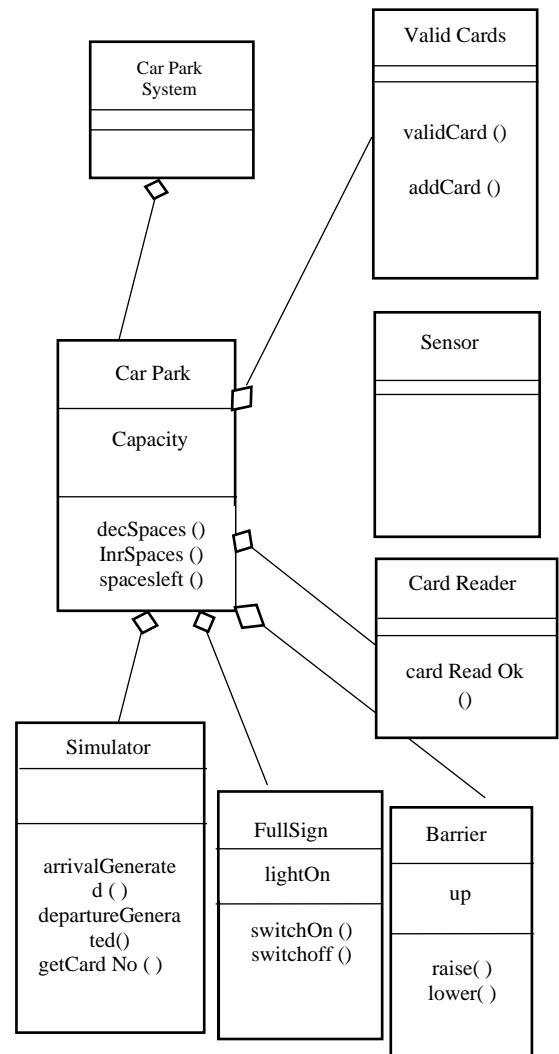 Car Park
System
Valid Cards
validCard ()
addCard ()
Sensor
Car Park
Capacity
decSpaces ()
InrSpaces ()
spacesleft ()
Card Reader
card Read Ok
()
Simulator
arrivalGenerate
d ( )
departureGenera
ted()
getCard No ( )
FullSign
lightOn
switchOn ()
switchoff ()
Barrier
up
raise( )
lower( )